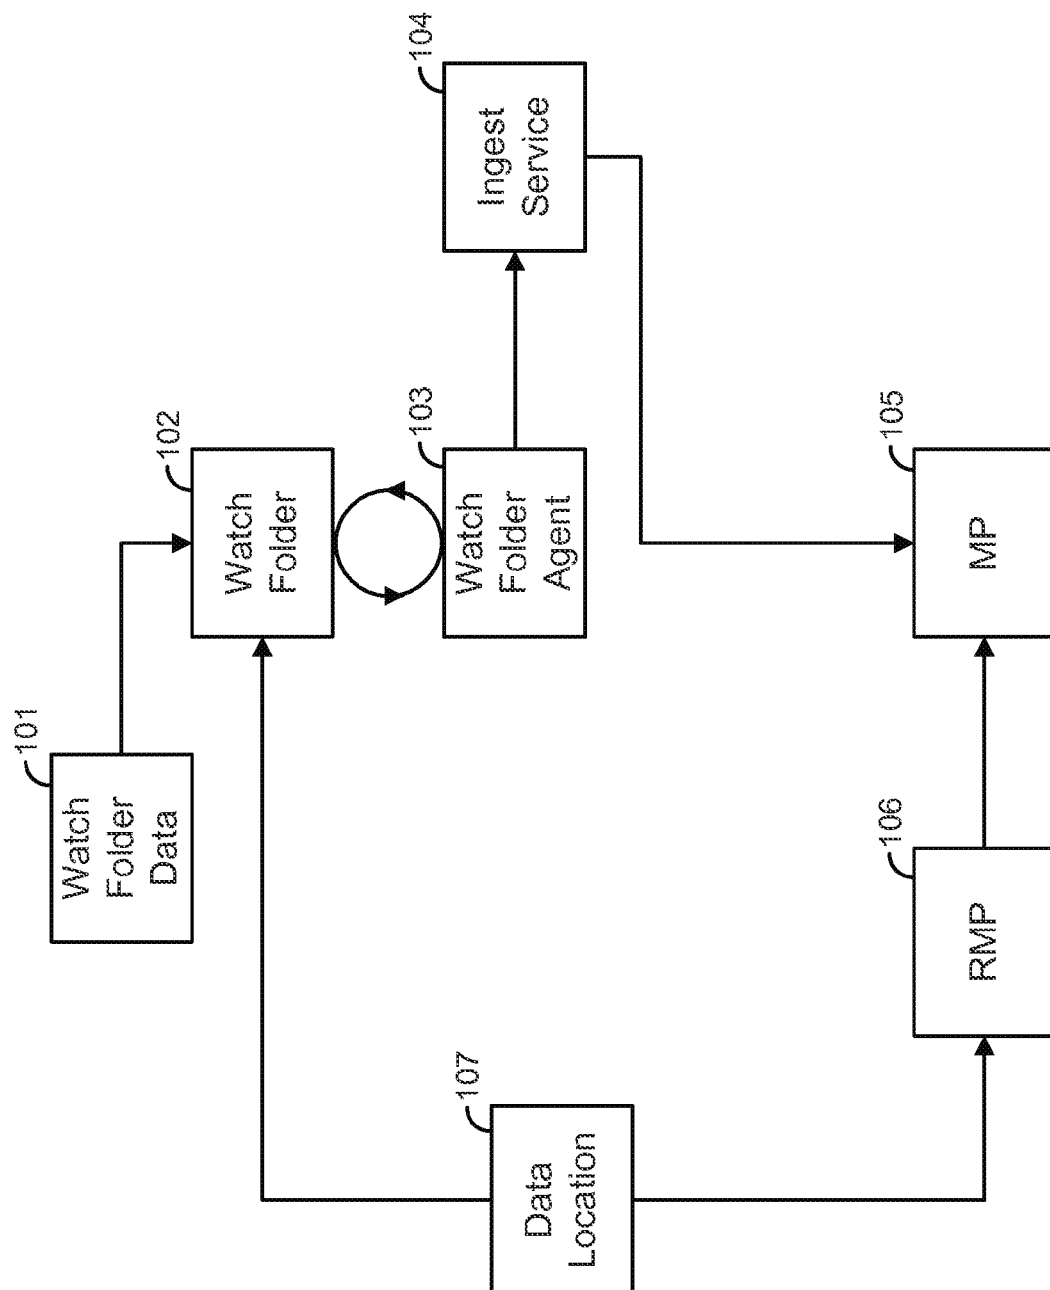 101
Watch
Folder
Data
102
Watch
Folder
103
Watch
Folder
Agent
104
Ingest
Service
107
Data
Location
106
RMP
105
MP